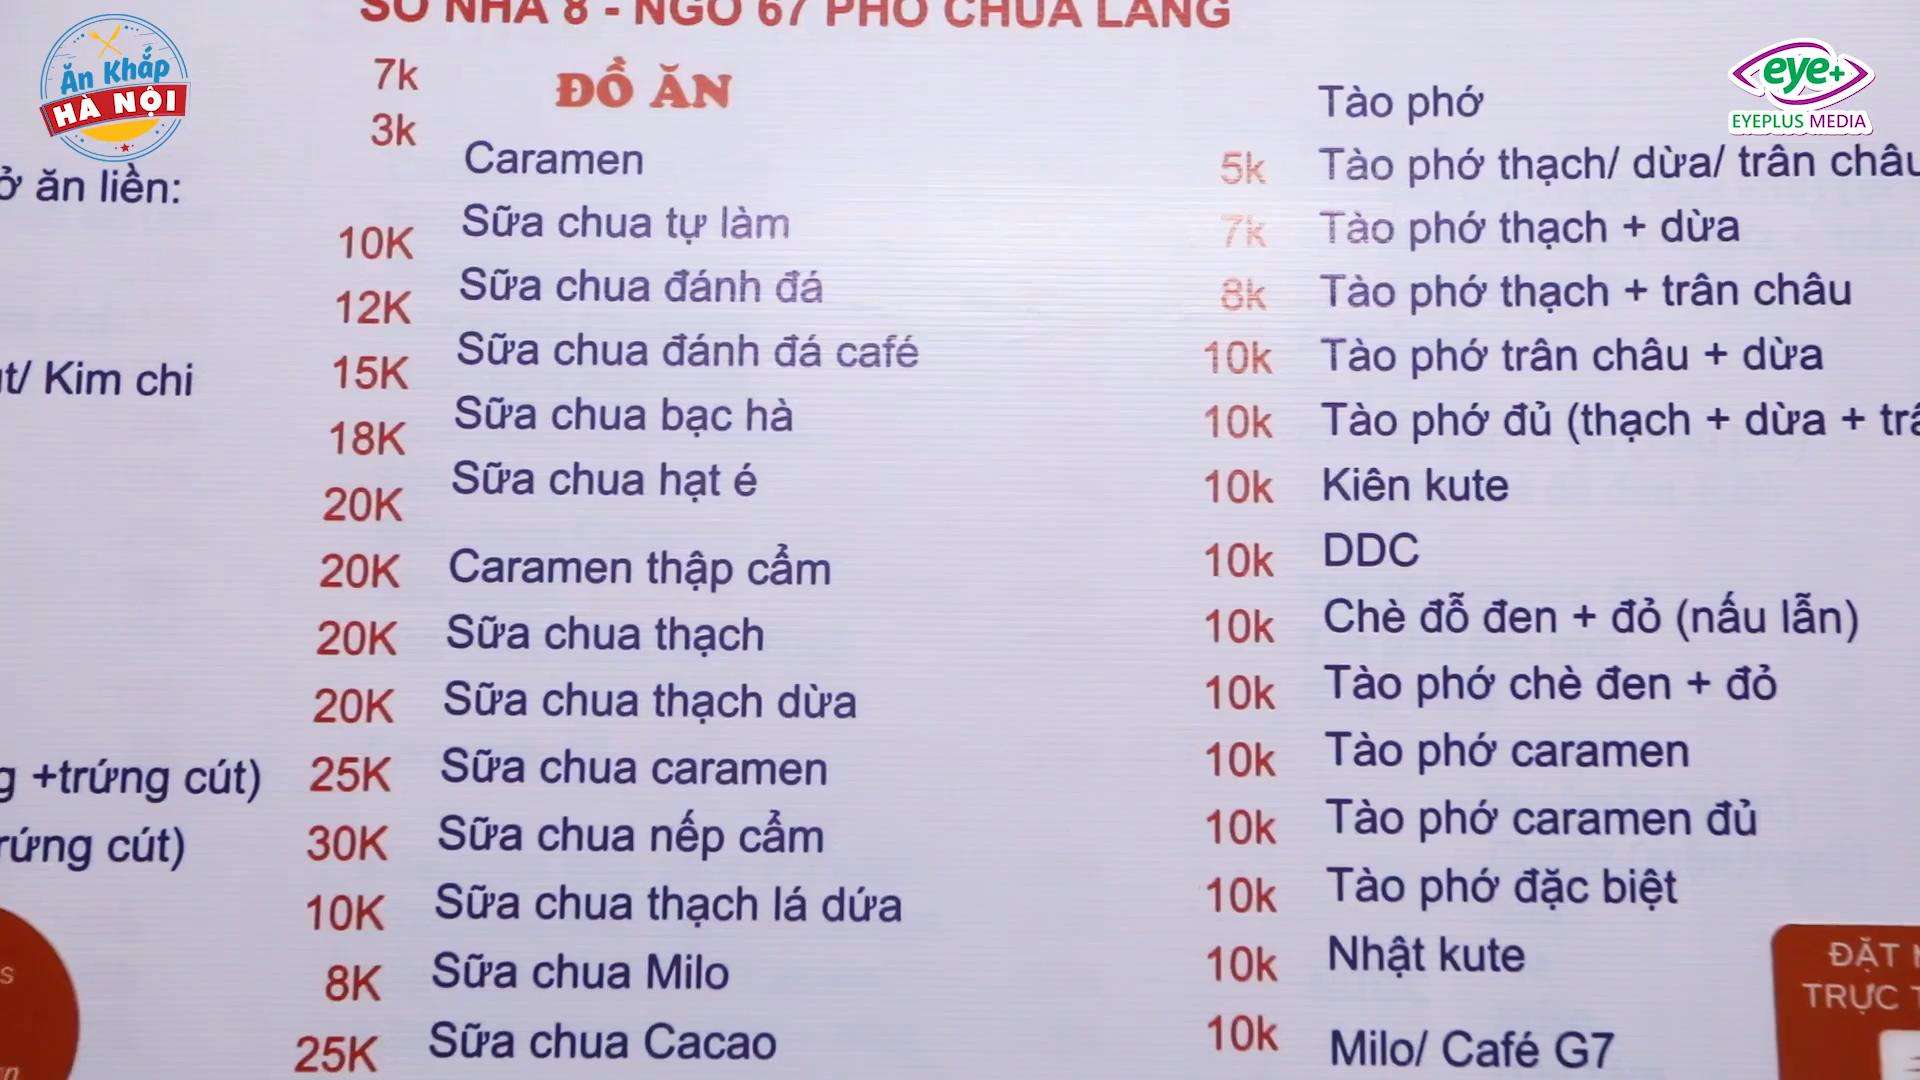 SỐ NHÀ 8 - NGÕ 67 PHỐ CHÙA LÁNG
Ăn Khắp
HÀ NỘI
eye+
EYEPLUS MEDIA
7k
3k
ở ăn liền:
10K
12K
15K
/ Kim chi
18K
20K
20K
20K
20K
+trứng cút) 25K
cút) 30K
10K
8K
25K
ĐỒ ĂN
Caramen 5k
Sữa chua tự làm 7k
Sữa chua đánh đá 8k
Sữa chua đánh đá café 10k
Sữa chua bạc hà 10k
Sữa chua hạt é 10k
Caramen thập cẩm 10k
Sữa chua thạch 10k
Sữa chua thạch dừa 10k
Sữa chua caramen 10k
Sữa chua nếp cẩm 10k
Sữa chua thạch lá dứa 10k
Sữa chua Milo 10k
Sữa chua Cacao 10k
Tào phớ
Tào phớ thạch/ dừa/ trân châu
Tào phớ thạch + dừa
Tào phớ thạch + trân châu
Tào phớ trân châu + dừa
Tào phớ đủ (thạch + dừa +
Kiên kute
DDC
Chè đỗ đen + đỏ (nấu lẫn)
Tào phớ chè đen + đỏ
Tào phớ caramen
Tào phớ caramen đủ
Tào phớ đặc biệt
Nhật kute
Milo/ Café G7
ĐẶT
TRỰC